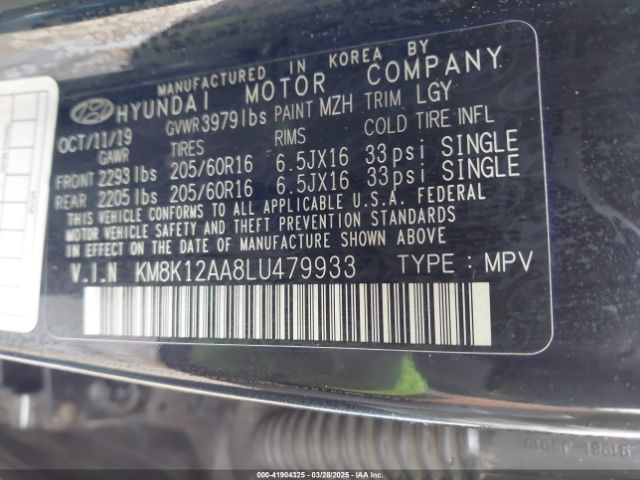 MANUFACTURED IN KOREA BY
HYUNDAI MOTOR COMPANY
OCT/11/19 GVWR 3979lbs PAINT MZH TRIM LGY
GAWR TIRES RIMS COLD TIRE INFL
FRONT 2293 lbs 205/60R16 6.5JX16 33 psi SINGLE
REAR 2205 lbs 205/60R16 6.5JX16 33 psi SINGLE
THIS VEHICLE CONFORMS TO ALL APPLICABLE U.S.A. FEDERAL
MOTOR VEHICLE SAFETY, BUMPER, AND THEFT PREVENTION STANDARDS
IN EFFECT ON THE DATE OF MANUFACTURE SHOWN ABOVE.
V.I.N KM8K12AA8LU479933 TYPE : MPV
000-41904325 | 03/28/2025 | IAA Inc.